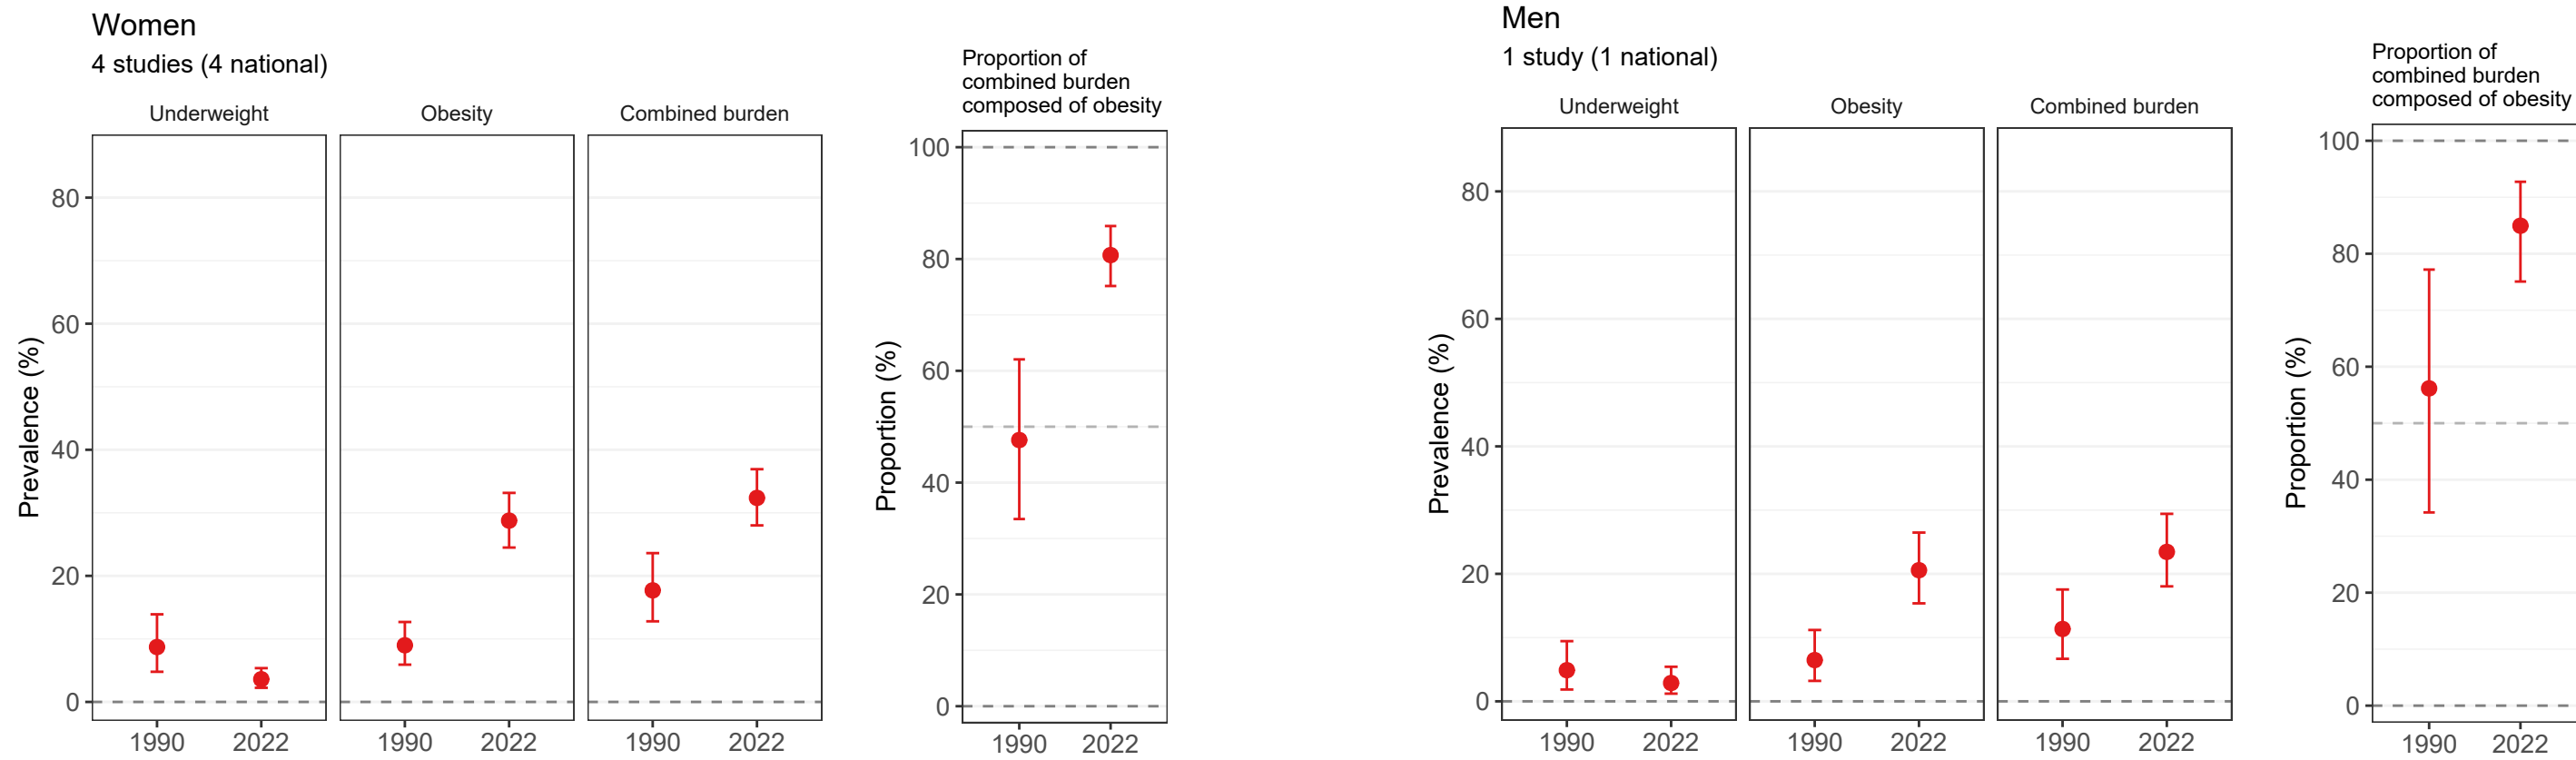 Women
4 studies (4 national)
Underweight
Obesity
Combined burden
Prevalence (%)
80
60
40
20
0
1990 2022
1990 2022
1990 2022
Proportion of
combined burden
composed of obesity
Proportion (%)
100
80
60
40
20
0
1990 2022
Men
1 study (1 national)
Underweight
Obesity
Combined burden
Prevalence (%)
80
60
40
20
0
1990 2022
1990 2022
1990 2022
Proportion of
combined burden
composed of obesity
Proportion (%)
100
80
60
40
20
0
1990 2022